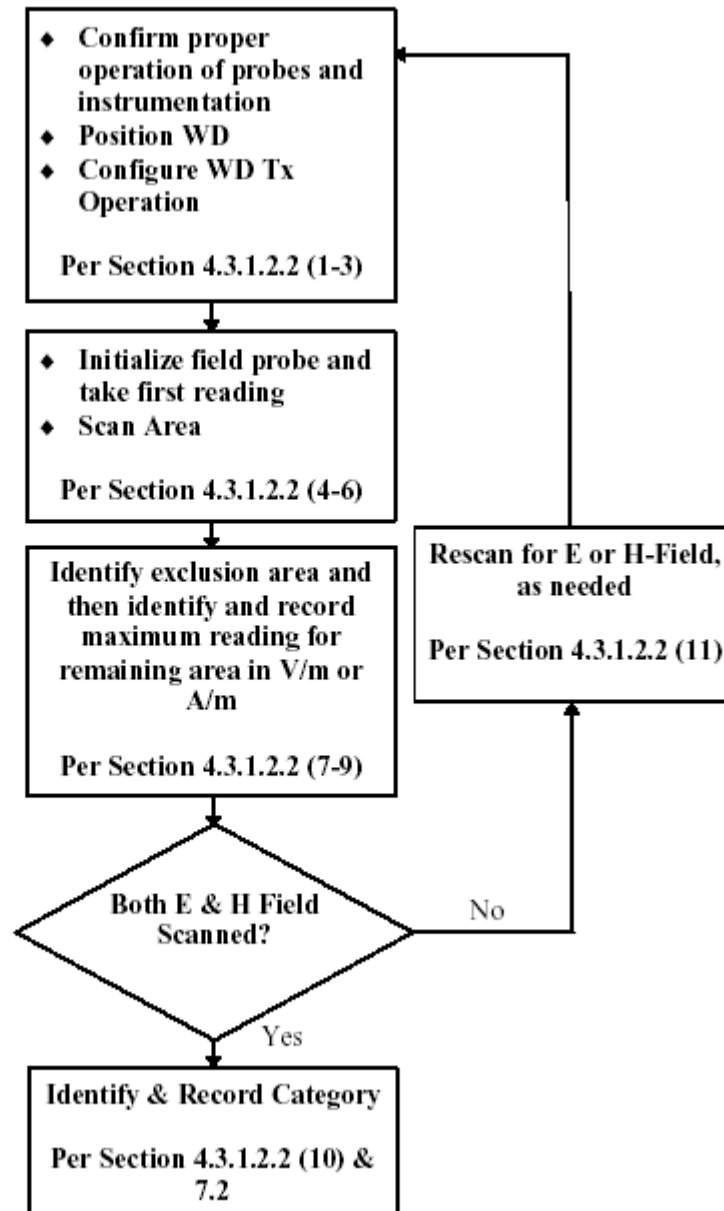 ♦ Confirm proper
operation of probes and
instrumentation
♦ Position WD
♦ Configure WD Tx
Operation
Per Section 4.3.1.2.2 (1-3)
♦ Initialize field probe and
take first reading
♦ Scan Area
Per Section 4.3.1.2.2 (4-6)
Identify exclusion area and
then identify and record
maximum reading for
remaining area in V/m or
A/m
Per Section 4.3.1.2.2 (7-9)
Rescan for E or H-Field,
as needed
Per Section 4.3.1.2.2 (11)
Both E & H Field
Scanned?
No
Yes
Identify & Record Category
Per Section 4.3.1.2.2 (10) &
7.2